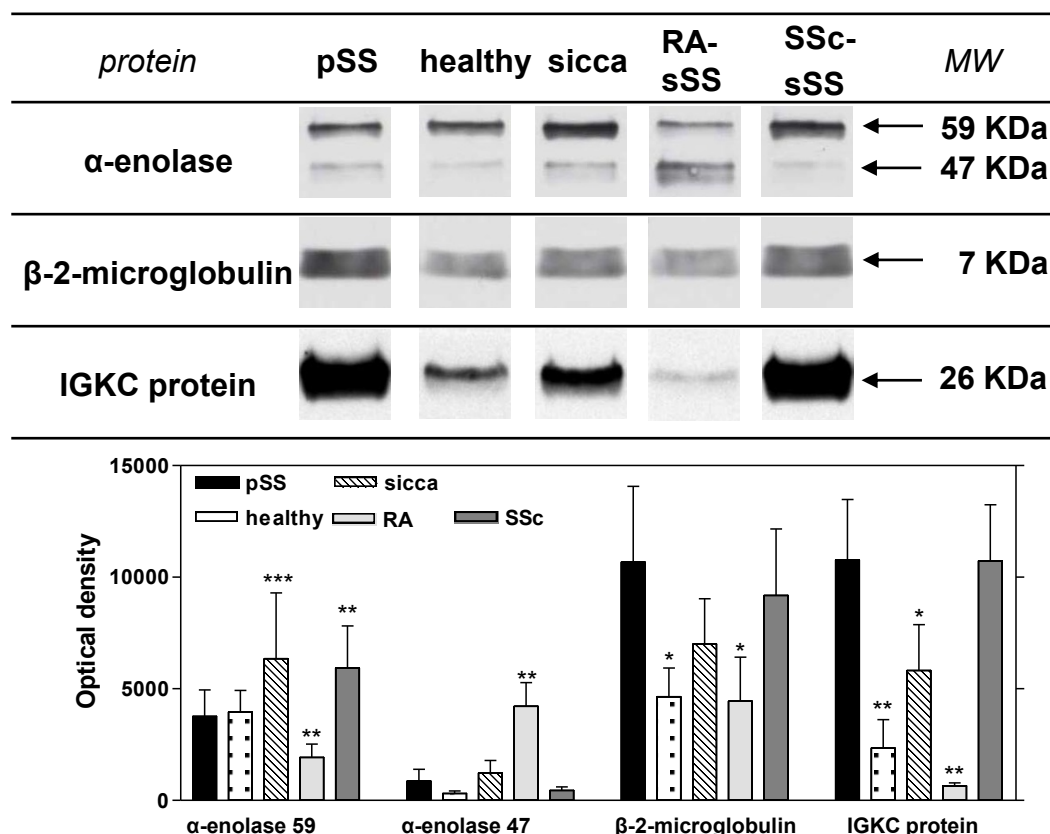 protein pSS healthy sicca RA-sSS SSc-sSS MW
α-enolase
59 KDa
47 KDa
β-2-microglobulin 7 KDa
IGKC protein 26 KDa
15000
10000
5000
0
Optical density
pSS sicca
healthy RA SSc
***
**
**
**
*
*
**
*
**
α-enolase 59 α-enolase 47 β-2-microglobulin IGKC protein